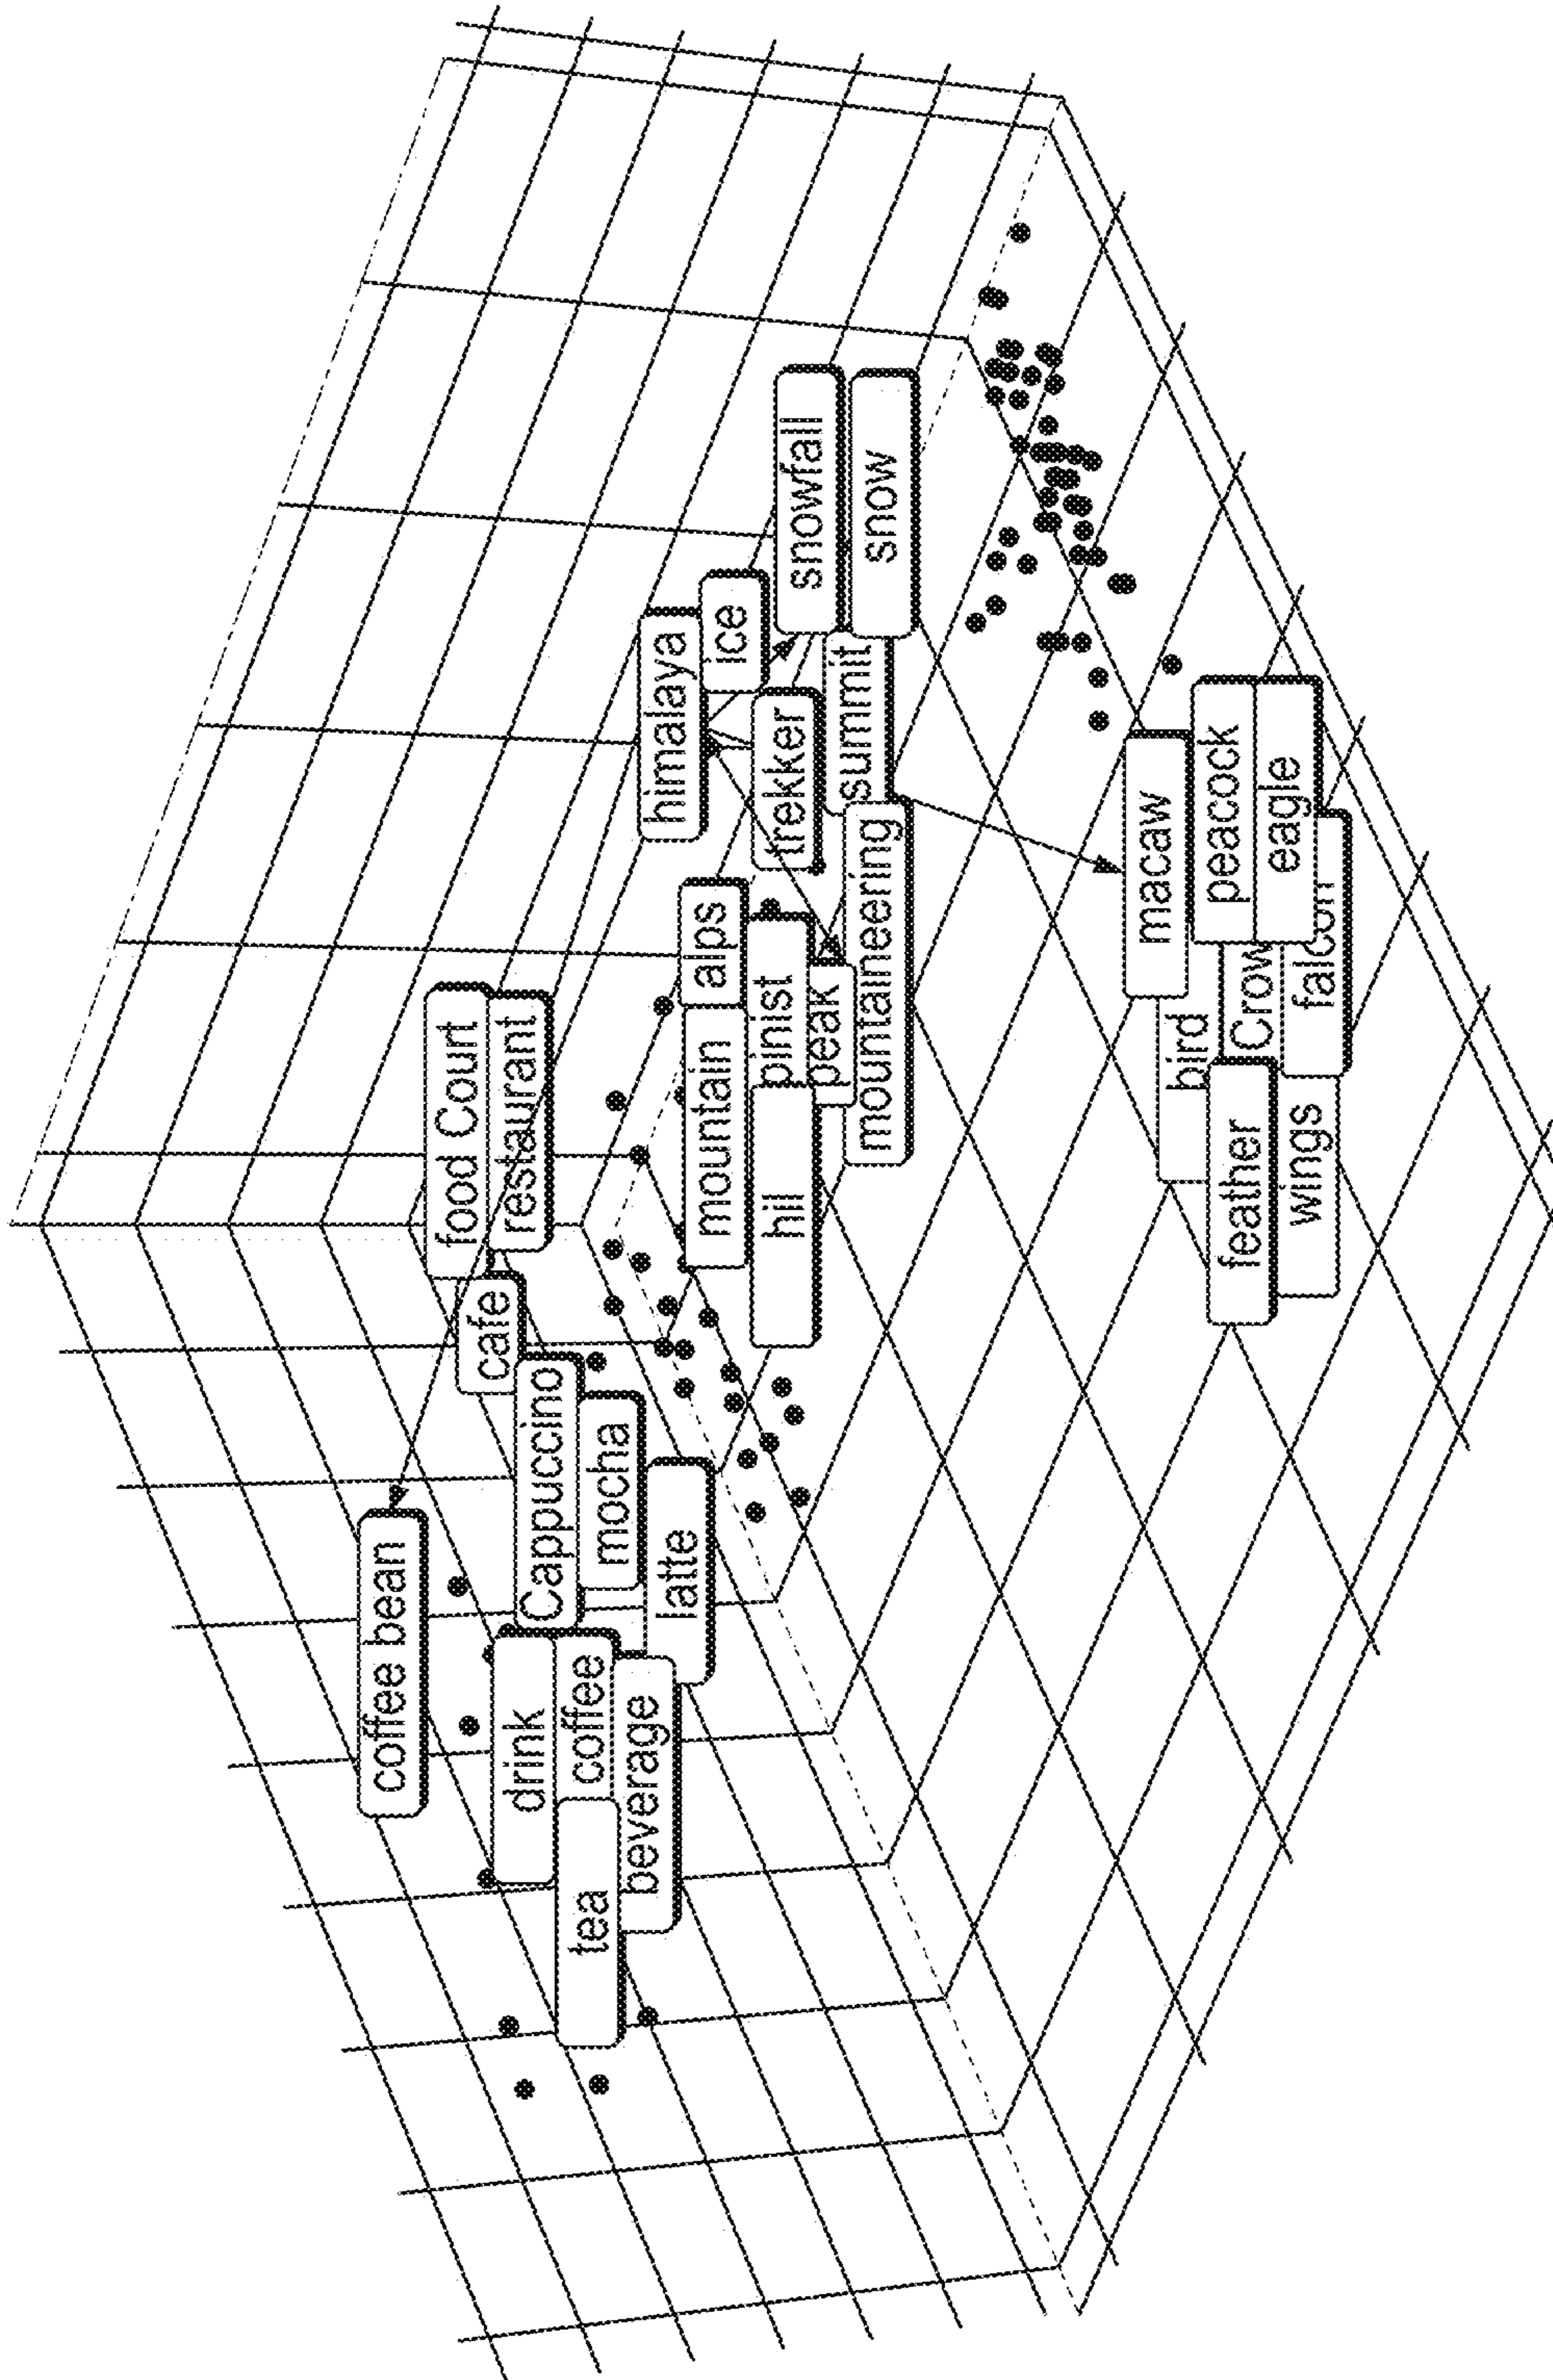 coffee bean
food Court
restaurant
cafe
Cappuccino
mocha
latte
drink
coffee
beverage
tea
himalaya
ice
snowfall
snow
trekker
summit
alps
mountain
pinist
peak
hil
mountaineering
macaw
peacock
eagle
bird
Crow
falcon
feather
wings